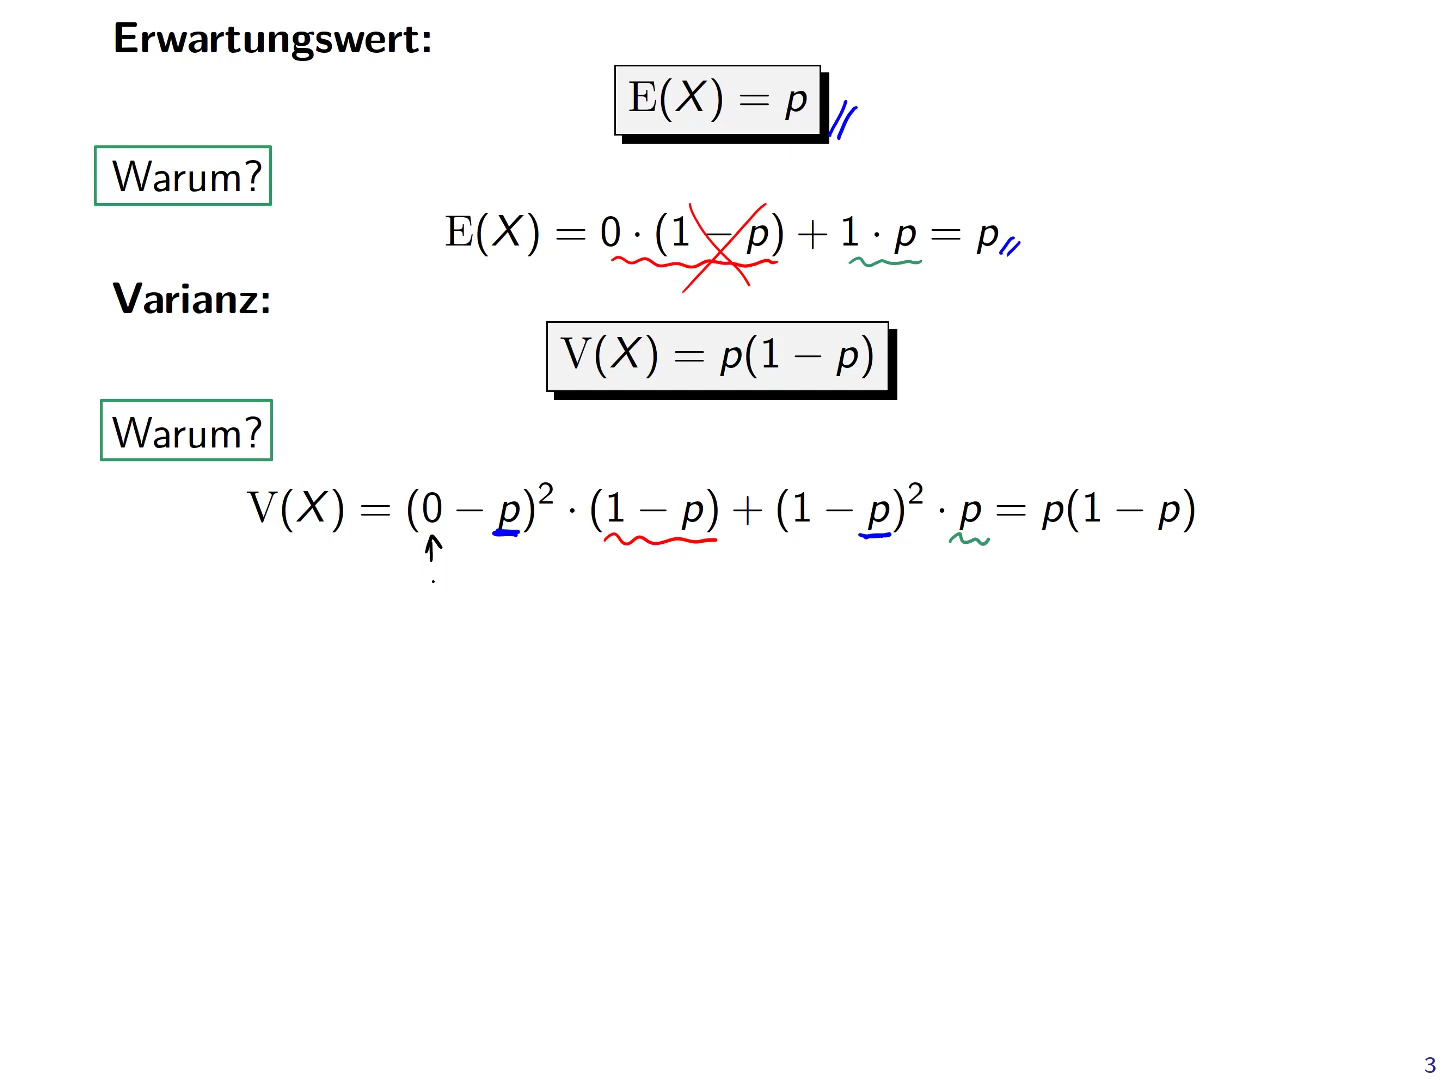 Erwartungswert:
E(X) = p
Warum?
E(X) = 0 · (1 − p) + 1 · p = p
Varianz:
V(X) = p(1 − p)
Warum?
V(X) = (0 − p)² · (1 − p) + (1 − p)² · p = p(1 − p)
3